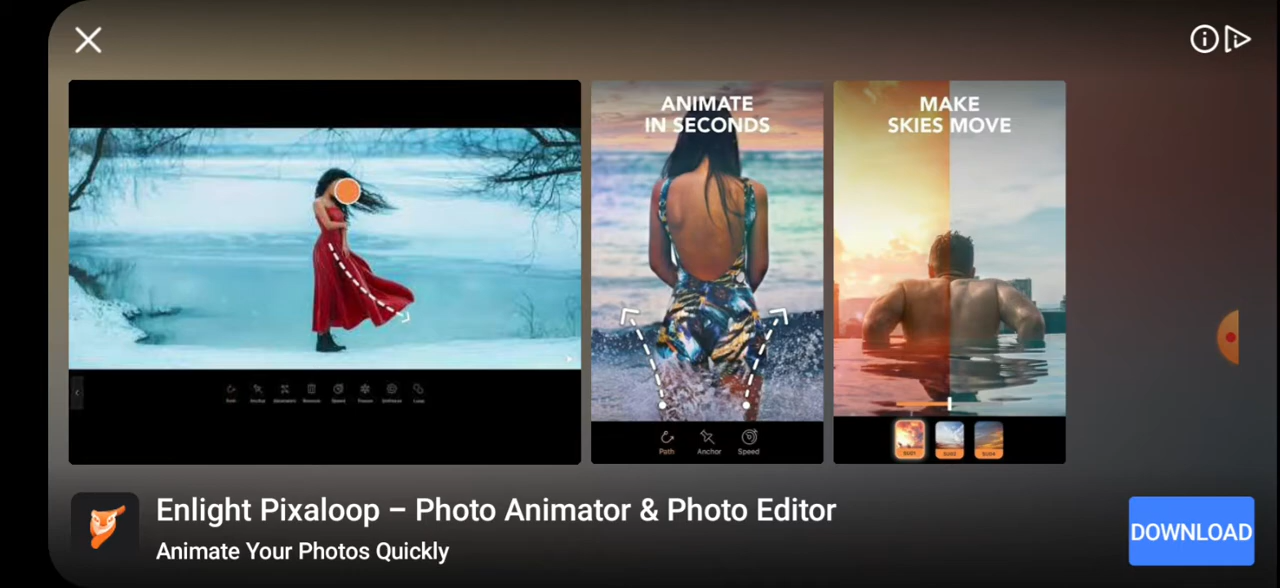 ANIMATE
IN SECONDS
MAKE
SKIES MOVE
Path
Anchor
Speed
Enlight Pixaloop – Photo Animator & Photo Editor
Animate Your Photos Quickly
DOWNLOAD